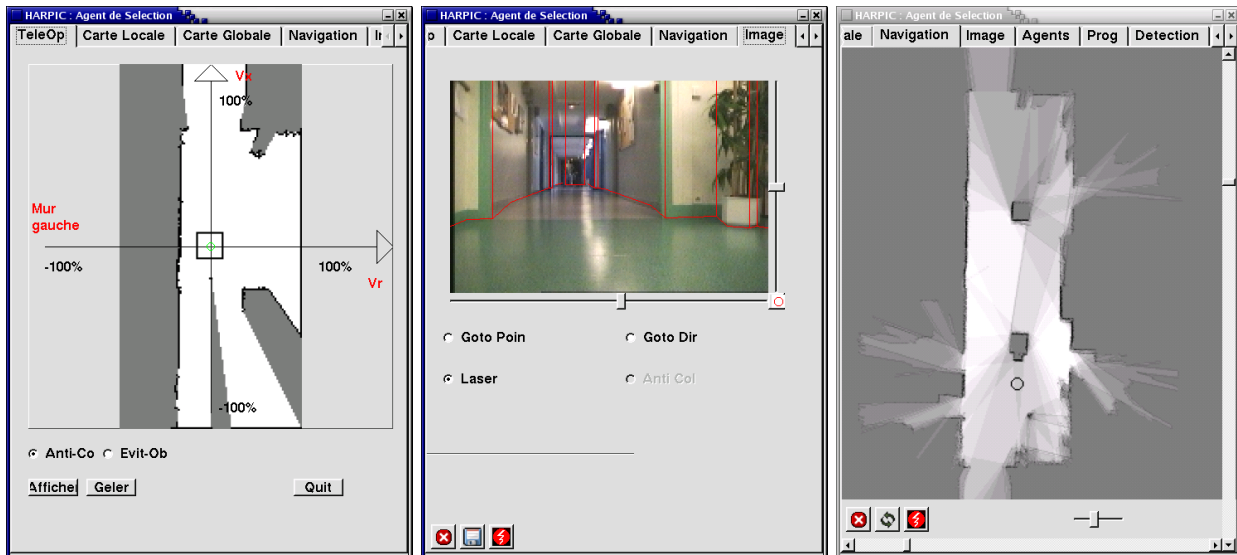 HARPIC : Agent de Selection
TeleOp Carte Locale Carte Globale Navigation
Vx
100%
Mur
gauche
-100%
100%
Vr
-100%
Anti-Co Evit-Ob
Affiche Geler Quit
HARPIC : Agent de Selection
Carte Locale Carte Globale Navigation Image
Goto Poin Goto Dir
Laser Anti Col
HARPIC : Agent de Selection
ale Navigation Image Agents Prog Detection